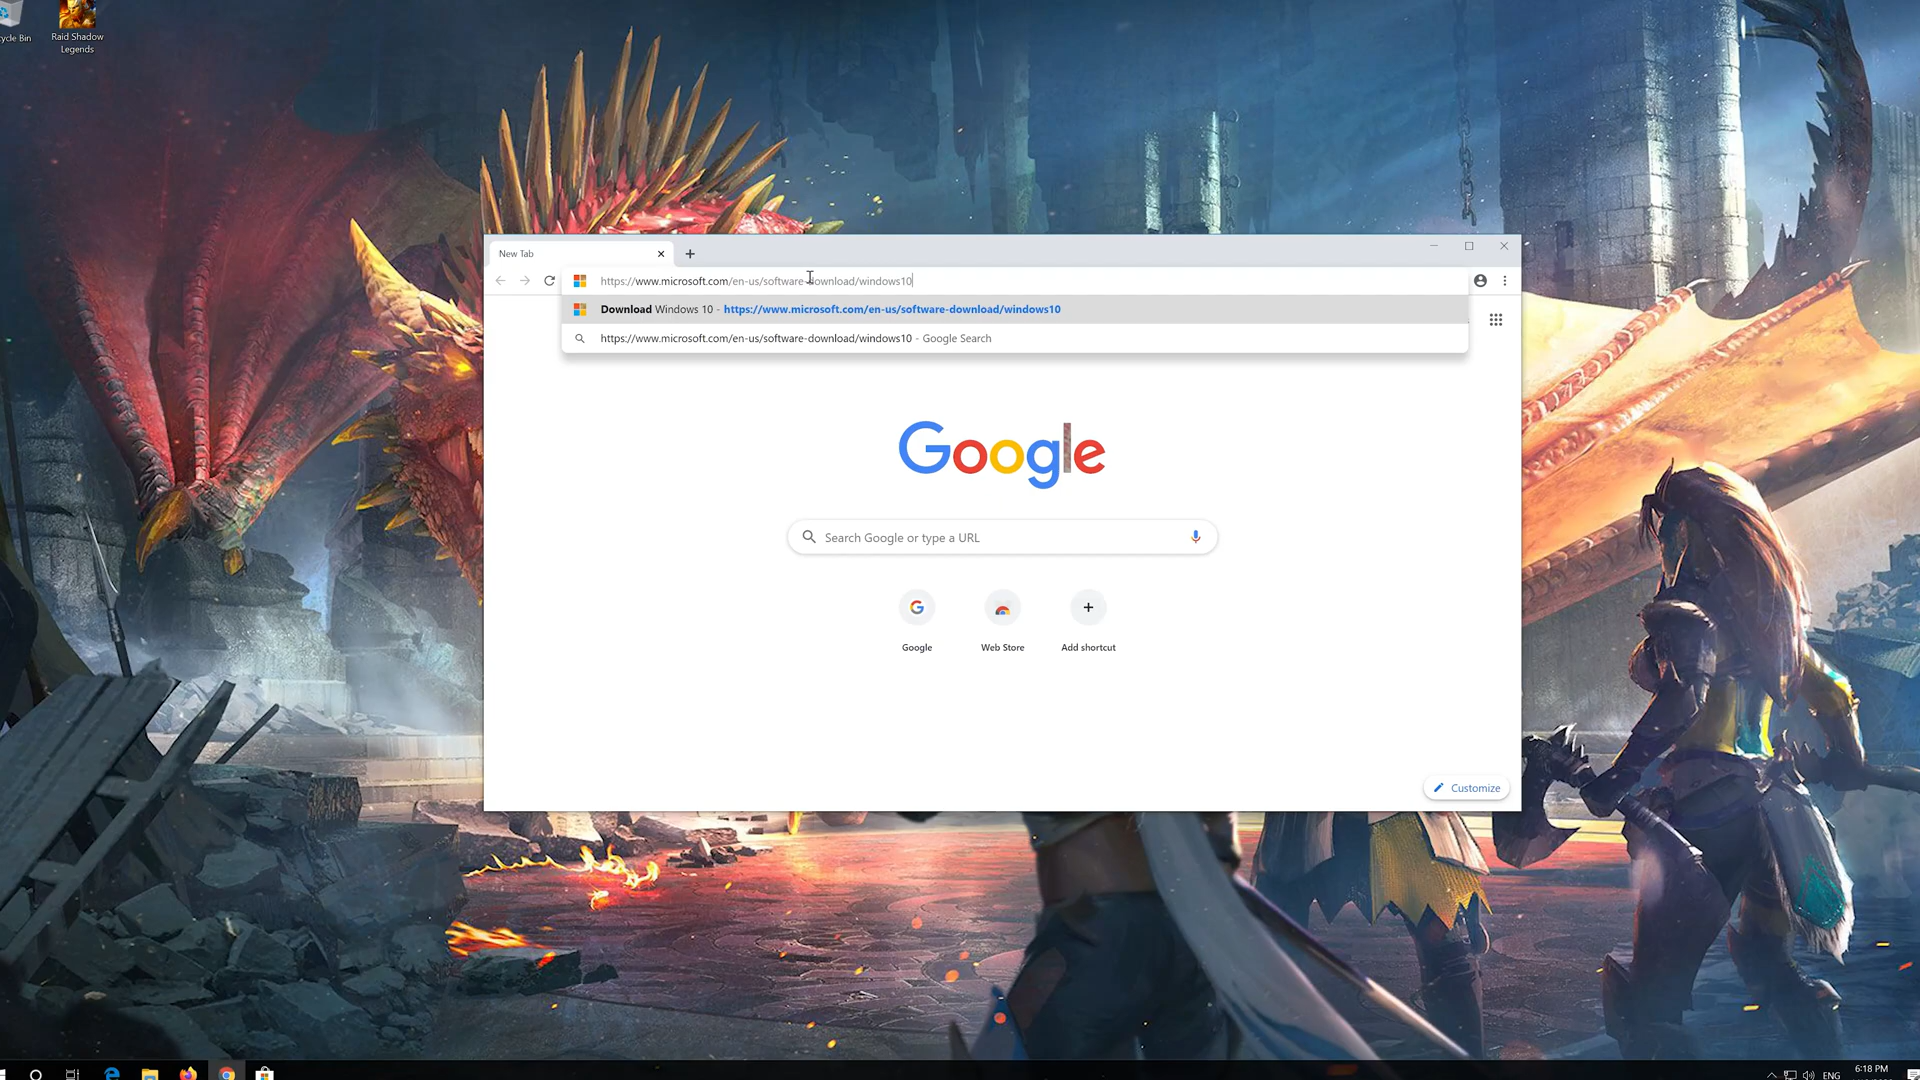 cycle Bin
Raid Shadow
Legends
New Tab
https://www.microsoft.com/en-us/software-download/windows10
Download Windows 10 - https://www.microsoft.com/en-us/software-download/windows10
https://www.microsoft.com/en-us/software-download/windows10 - Google Search
Google
Search Google or type a URL
Google
Web Store
Add shortcut
Customize
ENG
6:18 PM